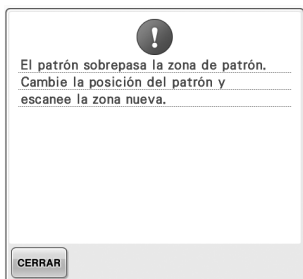 El patrón sobrepasa la zona de patrón.
Cambie la posición del patrón y
escanee la zona nueva.
CERRAR